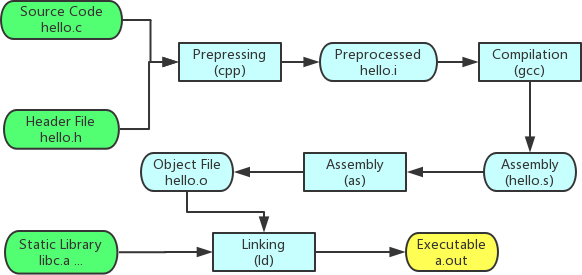 Source Code
hello.c
Prepressing
(cpp)
Preprocessed
hello.i
Compilation
(gcc)
Header File
hello.h
Object File
hello.o
Assembly
(as)
Assembly
(hello.s)
Static Library
libc.a ...
Linking
(ld)
Executable
a.out